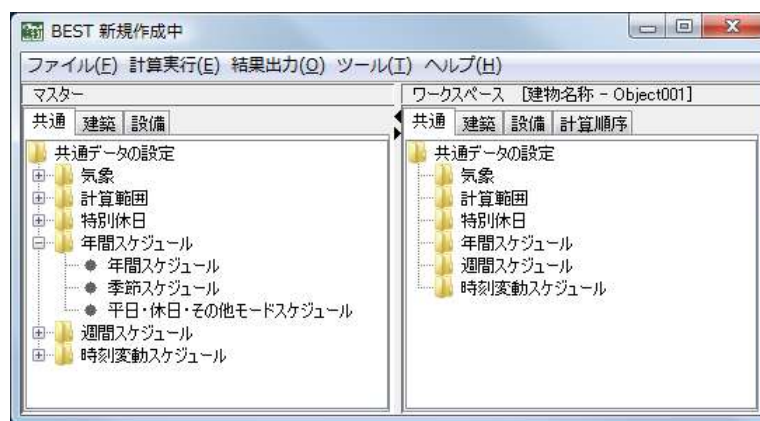 BEST 新規作成中
ファイル(F) 計算実行(E) 結果出力(O) ツール(T) ヘルプ(H)
マスター
共通 建築 設備
共通データの設定
気象
計算範囲
特別休日
年間スケジュール
年間スケジュール
季節スケジュール
平日・休日・その他モードスケジュール
週間スケジュール
時刻変動スケジュール
ワークスペース [建物名称 - Object001]
共通 建築 設備 計算順序
共通データの設定
気象
計算範囲
特別休日
年間スケジュール
週間スケジュール
時刻変動スケジュール